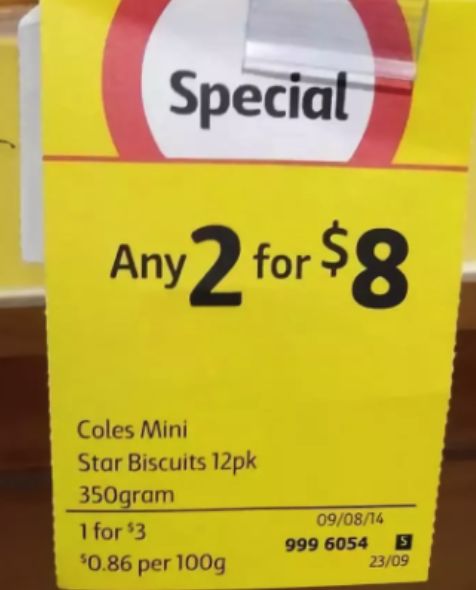 Special
Any 2 for $8
Coles Mini
Star Biscuits 12pk
350gram
1 for $3
09/08/14
999 6054 S
$0.86 per 100g
23/09